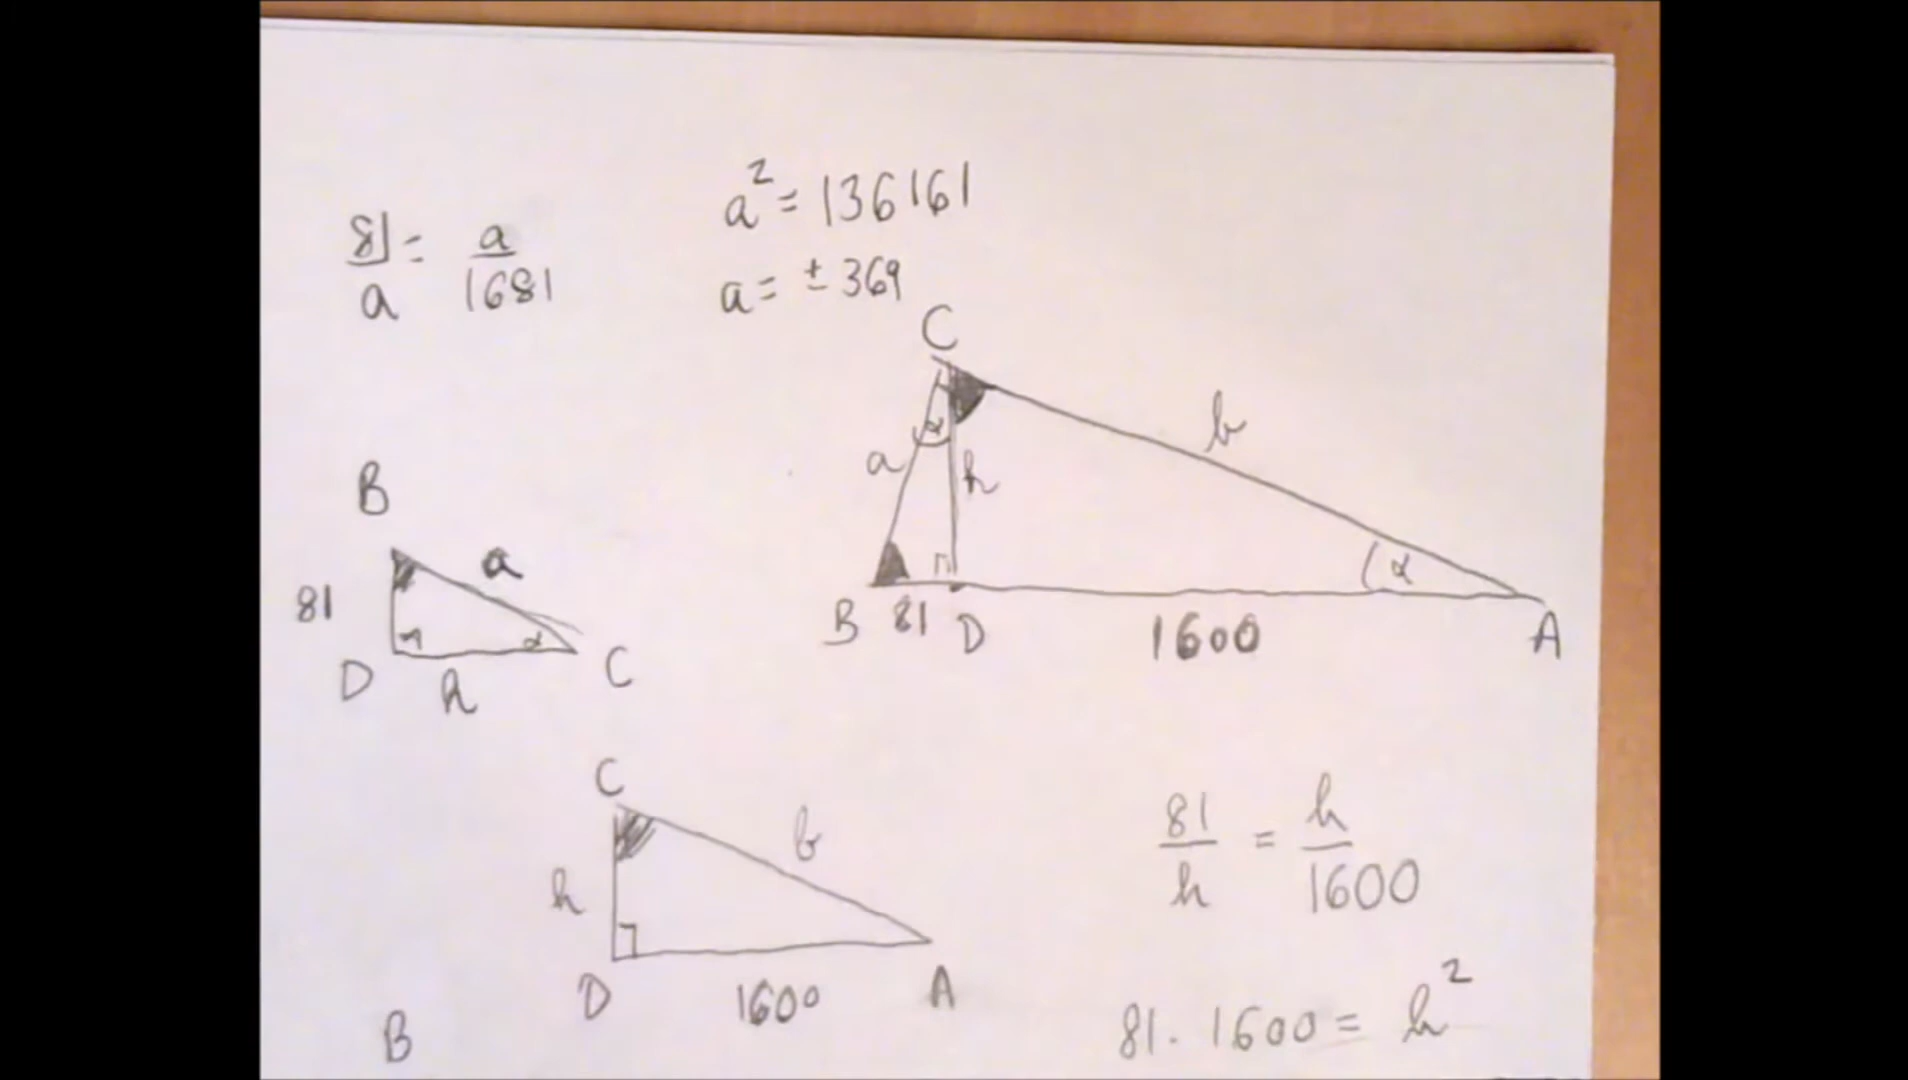 81/a = a/1681
a² = 136161
a = ± 369
C
α
a
h
b
α
B 81 D 1600 A
B
a
81
α
D h C
C
b
h
D 1600 A
81/h = h/1600
81 · 1600 = h²
B